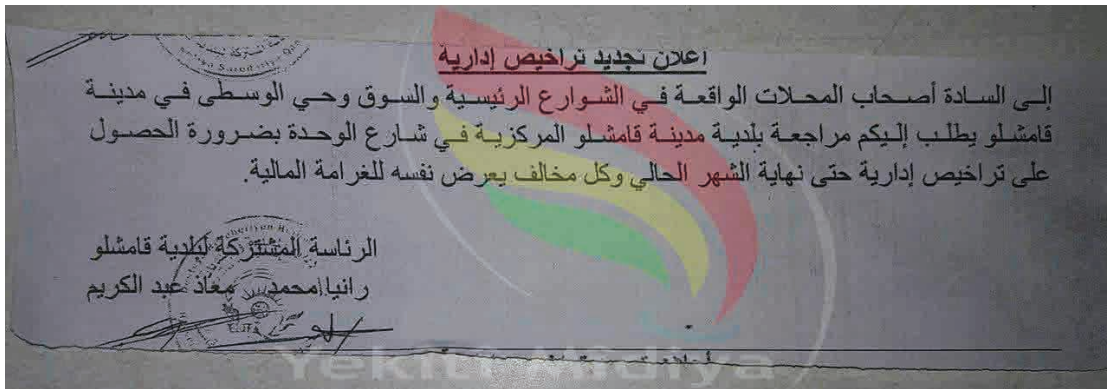 اعلان تجديد تراخيص إدارية
إلى السادة أصحاب المحلات الواقعة في الشوارع الرئيسية والسوق وحي الوسطى في مدينة
قامشلو يطلب إليكم مراجعة بلدية مدينة قامشلو المركزية في شارع الوحدة بضرورة الحصول
على تراخيص إدارية حتى نهاية الشهر الحالي وكل مخالف يعرض نفسه للغرامة المالية.
الرئاسة المشتركة لبلدية قامشلو
رانيا محمد معاذ عبد الكريم
Yekiti Midiya